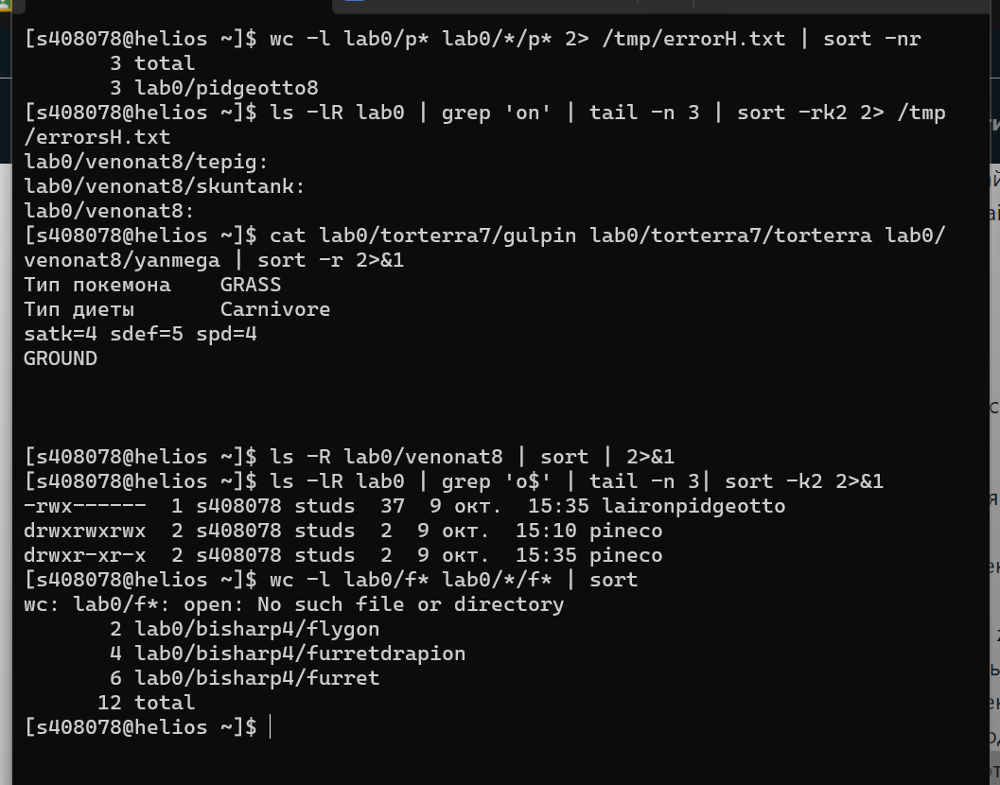 [s408078@helios ~]$ wc -l lab0/p* lab0/*/p* 2> /tmp/errorH.txt | sort -nr
3 total
3 lab0/pidgeotto8
[s408078@helios ~]$ ls -lR lab0 | grep 'on' | tail -n 3 | sort -rk2 2> /tmp
/errorsH.txt
lab0/venonat8/tepig:
lab0/venonat8/skuntank:
lab0/venonat8:
[s408078@helios ~]$ cat lab0/torterra7/gulpin lab0/torterra7/torterra lab0/
venonat8/yanmega | sort -r 2>&1
Тип покемона    GRASS
Тип диеты       Carnivore
satk=4 sdef=5 spd=4
GROUND
[s408078@helios ~]$ ls -R lab0/venonat8 | sort | 2>&1
[s408078@helios ~]$ ls -lR lab0 | grep 'o$' | tail -n 3| sort -k2 2>&1
-rwx------  1 s408078 studs  37  9 окт.  15:35 laironpidgeotto
drwxrwxrwx  2 s408078 studs  2  9 окт.  15:10 pineco
drwxr-xr-x  2 s408078 studs  2  9 окт.  15:35 pineco
[s408078@helios ~]$ wc -l lab0/f* lab0/*/f* | sort
wc: lab0/f*: open: No such file or directory
2 lab0/bisharp4/flygon
4 lab0/bisharp4/furretdrapion
6 lab0/bisharp4/furret
12 total
[s408078@helios ~]$